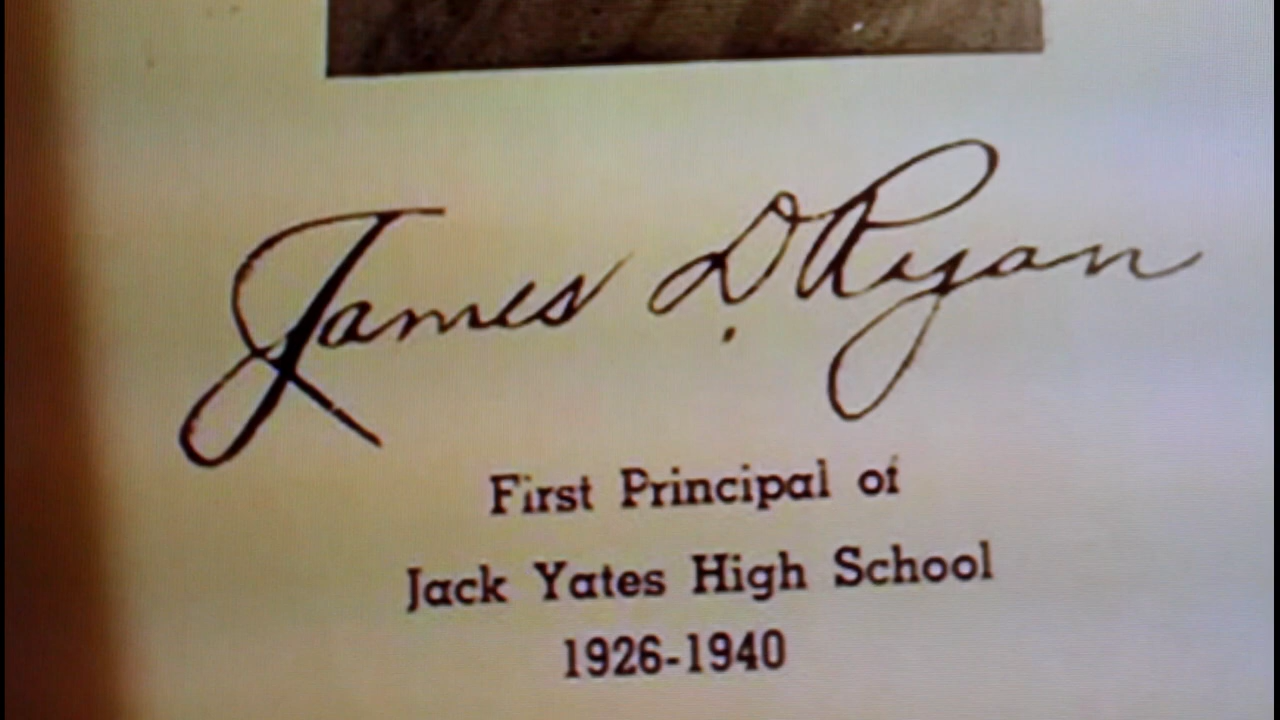 James D. Ryan
First Principal of
Jack Yates High School
1926-1940